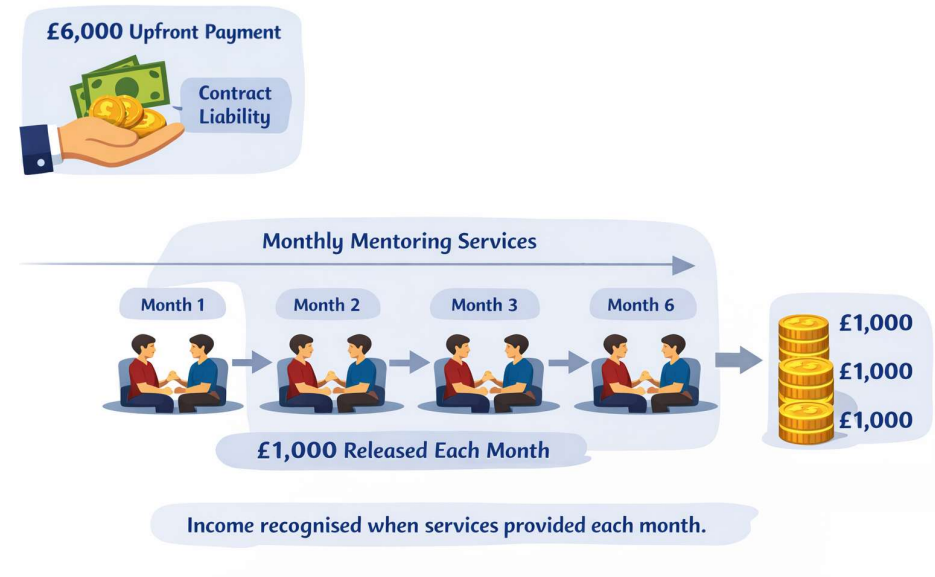 £6,000 Upfront Payment
Contract
Liability
Monthly Mentoring Services
Month 1
Month 2
Month 3
Month 6
£1,000
£1,000
£1,000
£1,000 Released Each Month
Income recognised when services provided each month.